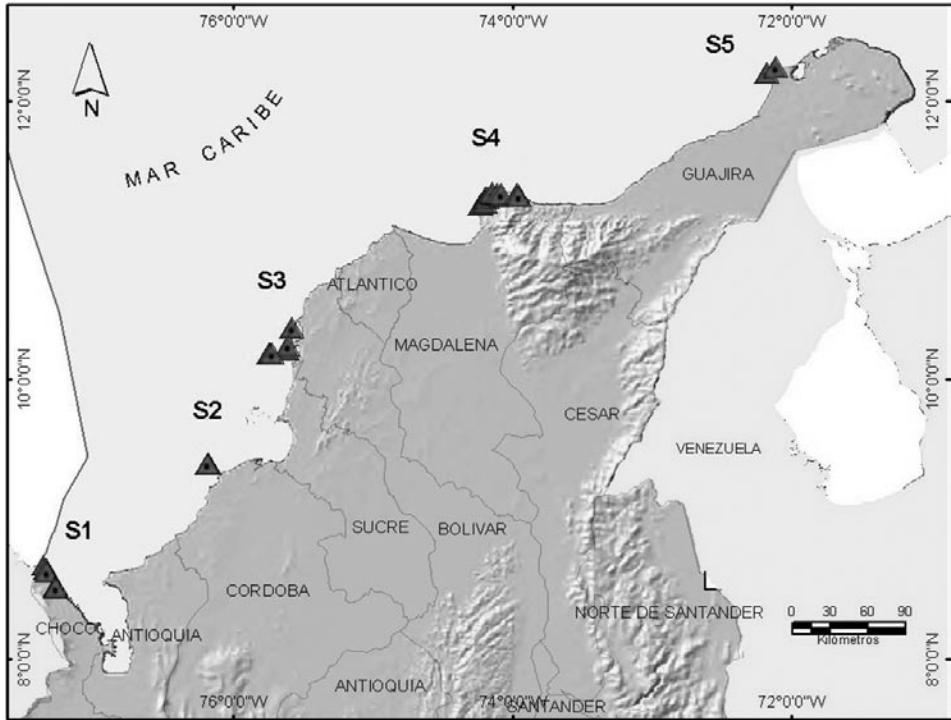 76°0'0"W 74°0'0"W 72°0'0"W
S5
12°0'0"N 12°0'0"N
N
MAR CARIBE
S4
GUAJIRA
S3
ATLANTICO
MAGDALENA
10°0'0"N 10°0'0"N
S2
CESAR
VENEZUELA
S1
SUCRE
BOLIVAR
CORDOBA
NORTE DE SANTANDER
0 30 60 90
Kilómetros
CHOCO
ANTIOQUIA
8°0'0"N 8°0'0"N
ANTIOQUIA
SANTANDER
76°0'0"W 74°0'0"W 72°0'0"W